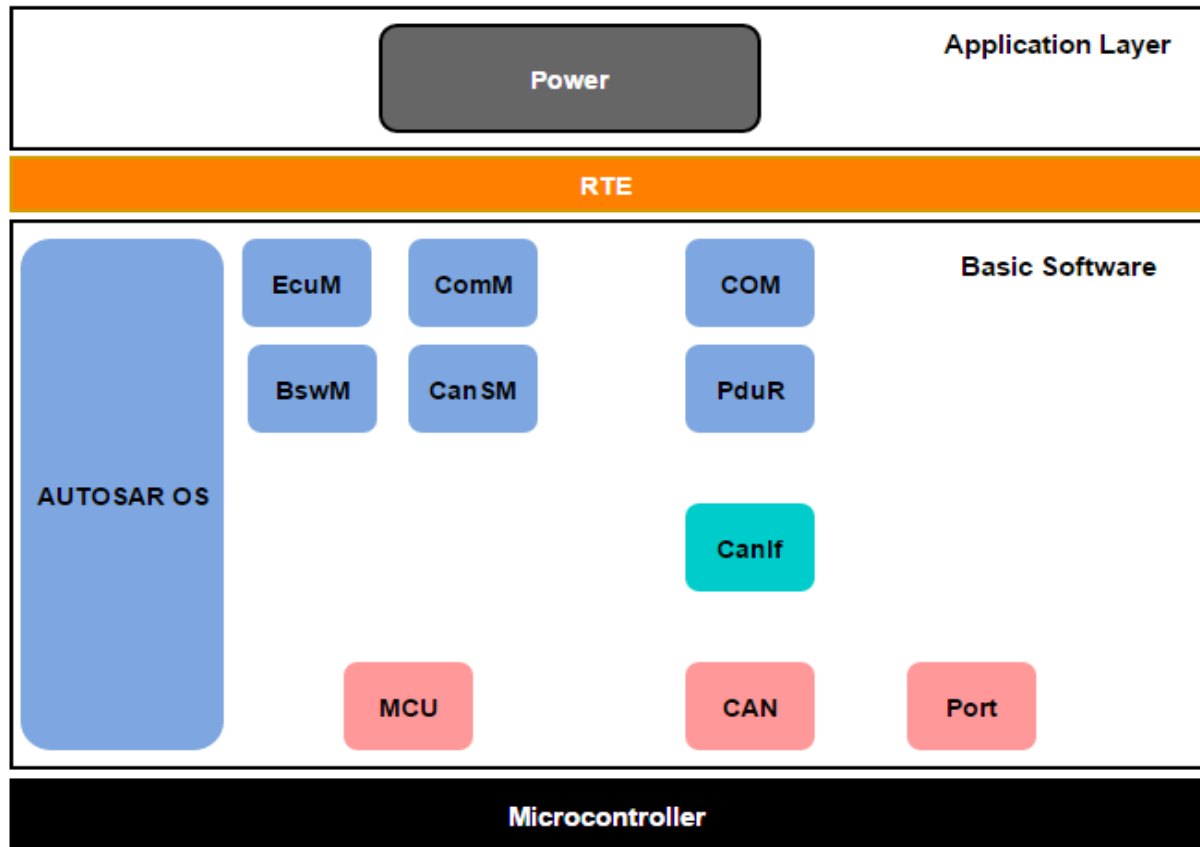 Application Layer
Power
RTE
EcuM
ComM
COM
Basic Software
BswM
CanSM
PduR
AUTOSAR OS
CanIf
MCU
CAN
Port
Microcontroller